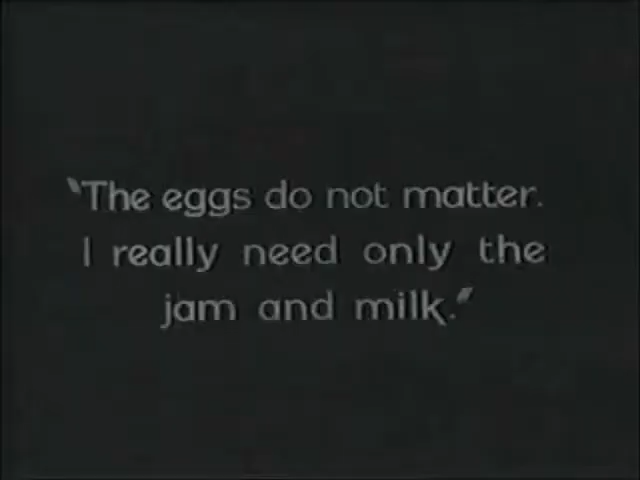 "The eggs do not matter.
I really need only the
jam and milk."